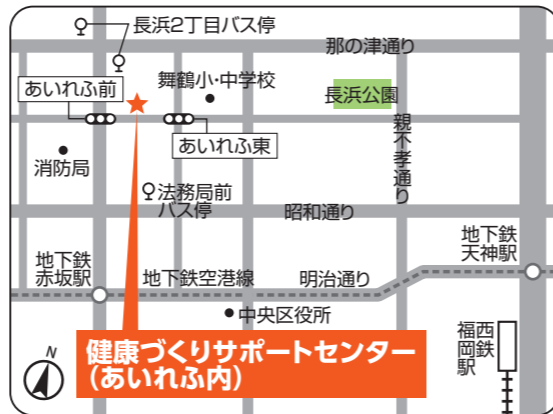 長浜2丁目バス停
那の津通り
あいれふ前
舞鶴小・中学校
長浜公園
あいれふ東
親不孝通り
消防局
法務局前
バス停
昭和通り
地下鉄
赤坂駅
地下鉄空港線
明治通り
地下鉄
天神駅
中央区役所
健康づくりサポートセンター
(あいれふ内)
西鉄
福岡駅
N